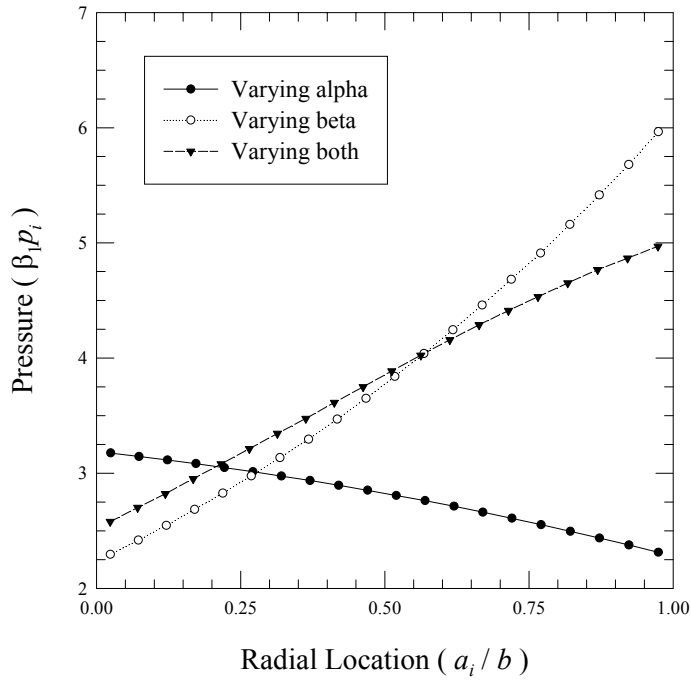 7
6
5
4
3
2
Pressure ( β₁pᵢ )
Varying alpha
Varying beta
Varying both
0.00 0.25 0.50 0.75 1.00
Radial Location ( aᵢ / b )